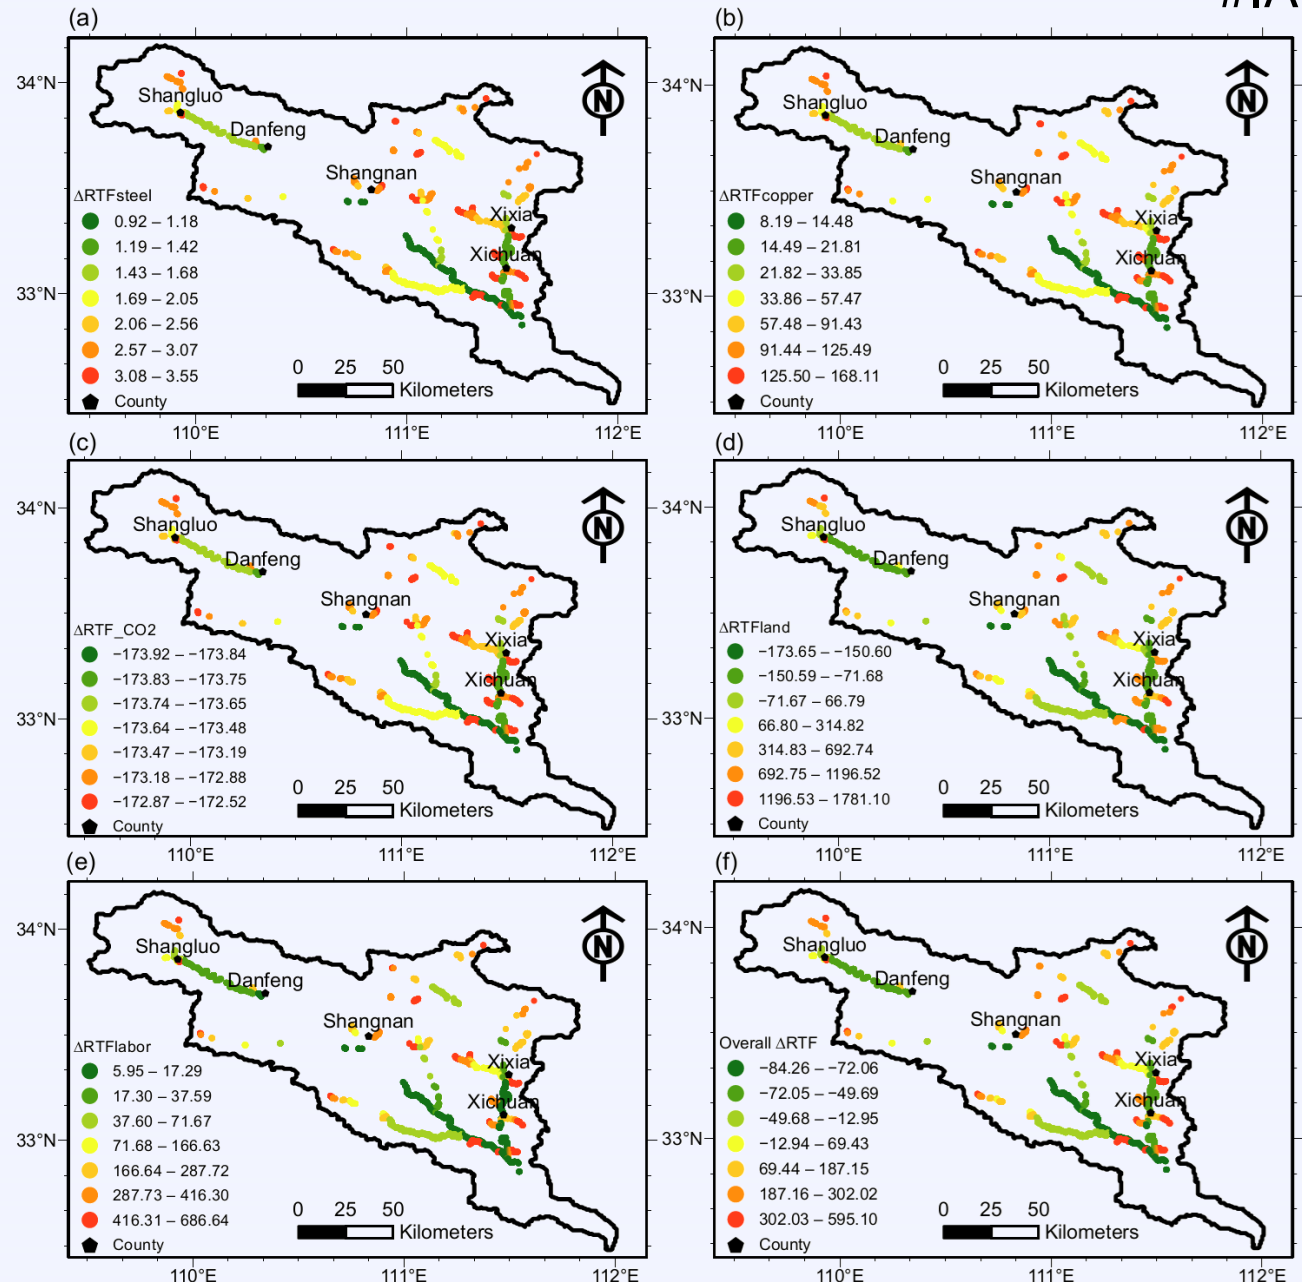 (a)
34°N
33°N
Shangluo
Danfeng
Shangnan
Xixia
Xichuan
N
ΔRTFsteel
0.92 – 1.18
1.19 – 1.42
1.43 – 1.68
1.69 – 2.05
2.06 – 2.56
2.57 – 3.07
3.08 – 3.55
County
0 25 50
Kilometers
110°E 111°E 112°E
(b)
34°N
33°N
Shangluo
Danfeng
Shangnan
Xixia
Xichuan
N
ΔRTFcopper
8.19 – 14.48
14.49 – 21.81
21.82 – 33.85
33.86 – 57.47
57.48 – 91.43
91.44 – 125.49
125.50 – 168.11
County
0 25 50
Kilometers
110°E 111°E 112°E
(c)
34°N
33°N
Shangluo
Danfeng
Shangnan
Xixia
Xichuan
N
ΔRTF_CO2
−173.92 – −173.84
−173.83 – −173.75
−173.74 – −173.65
−173.64 – −173.48
−173.47 – −173.19
−173.18 – −172.88
−172.87 – −172.52
County
0 25 50
Kilometers
110°E 111°E 112°E
(d)
34°N
33°N
Shangluo
Danfeng
Shangnan
Xixia
Xichuan
N
ΔRTFland
−173.65 – −150.60
−150.59 – −71.68
−71.67 – 66.79
66.80 – 314.82
314.83 – 692.74
692.75 – 1196.52
1196.53 – 1781.10
County
0 25 50
Kilometers
110°E 111°E 112°E
(e)
34°N
33°N
Shangluo
Danfeng
Shangnan
Xixia
Xichuan
N
ΔRTFlabor
5.95 – 17.29
17.30 – 37.59
37.60 – 71.67
71.68 – 166.63
166.64 – 287.72
287.73 – 416.30
416.31 – 686.64
County
0 25 50
Kilometers
110°E 111°E 112°E
(f)
34°N
33°N
Shangluo
Danfeng
Shangnan
Xixia
Xichuan
N
Overall ΔRTF
−84.26 – −72.06
−72.05 – −49.69
−49.68 – −12.95
−12.94 – 69.43
69.44 – 187.15
187.16 – 302.02
302.03 – 595.10
County
0 25 50
Kilometers
110°E 111°E 112°E